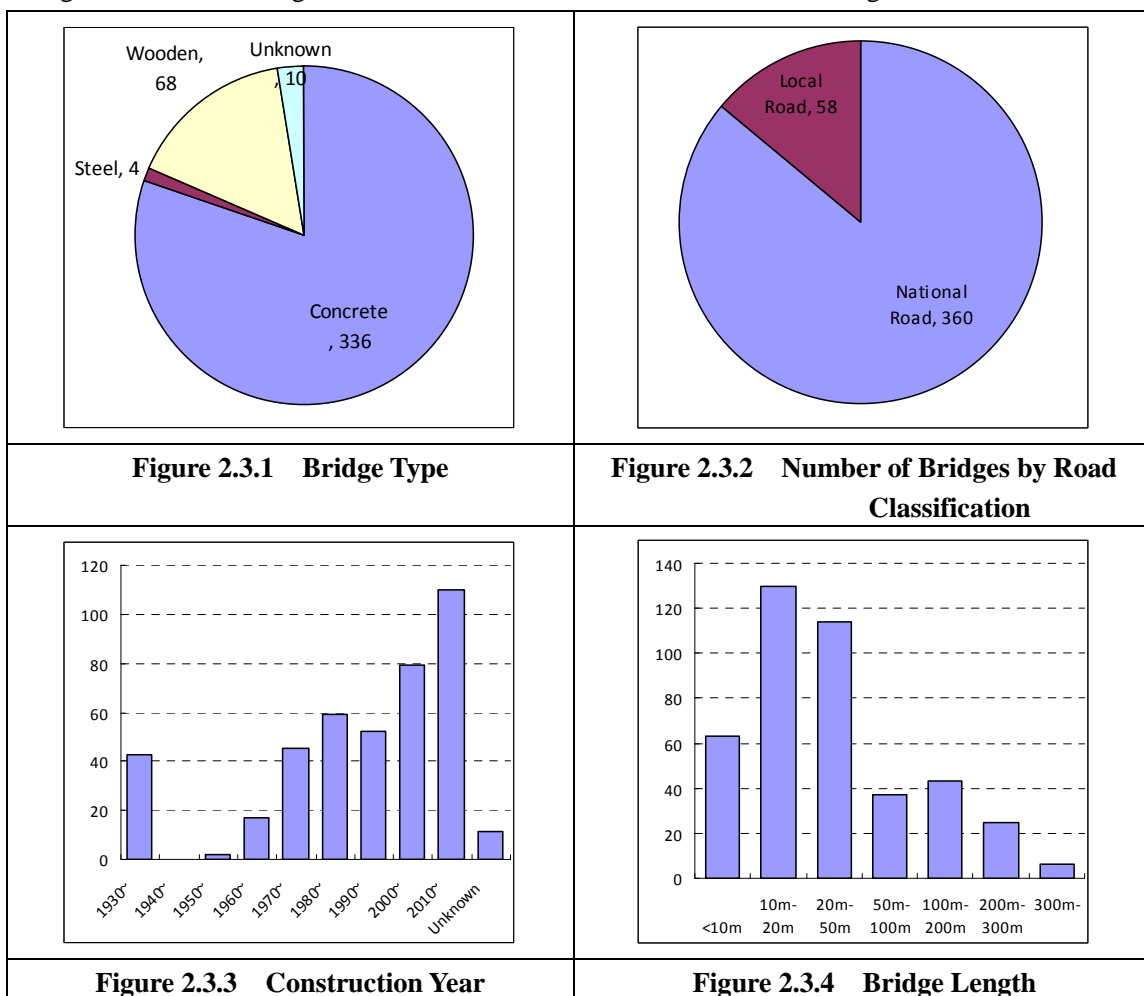 Wooden,
68
Unknown
, 10
Steel, 4
Concrete
, 336
Local
Road, 58
National
Road, 360
Figure 2.3.1 Bridge Type
Figure 2.3.2 Number of Bridges by Road
Classification
120
100
80
60
40
20
0
1930~
1940~
1950~
1960~
1970~
1980~
1990~
2000~
2010~
Unknown
140
120
100
80
60
40
20
0
<10m
10m-
20m
20m-
50m
50m-
100m
100m-
200m
200m-
300m
300m-
Figure 2.3.3 Construction Year
Figure 2.3.4 Bridge Length